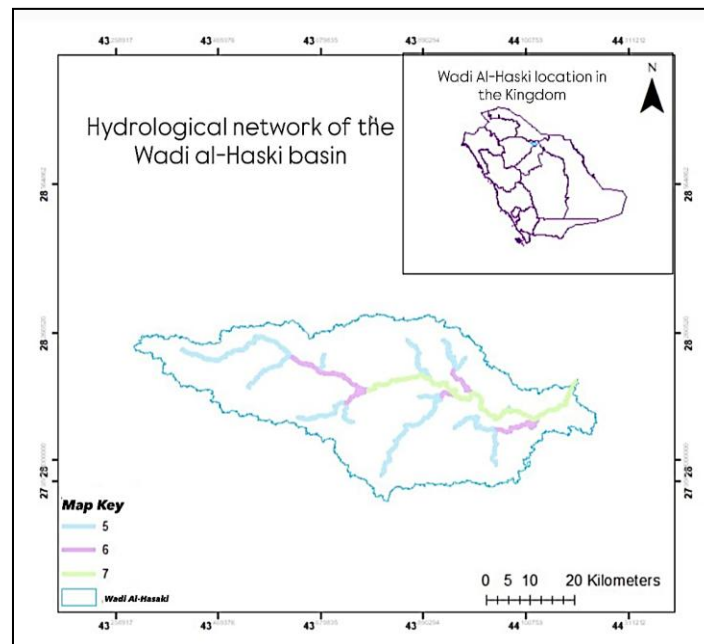 43 43 43 43 44 44
Wadi Al-Haski location in
the Kingdom
N
Hydrological network of the
Wadi al-Haski basin
28 28
28 28
28 28
27 27
Map Key
5
6
7
Wadi Al-Hasaki
0 5 10 20 Kilometers
43 43 43 43 44 44